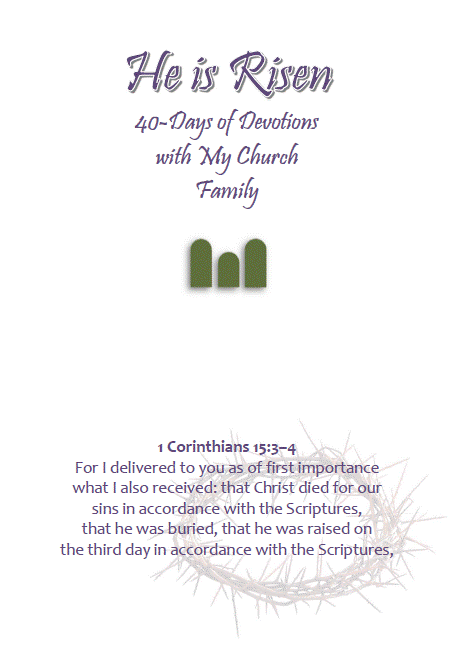 He is Risen
40-Days of Devotions
with My Church
Family
1 Corinthians 15:3–4
For I delivered to you as of first importance
what I also received: that Christ died for our
sins in accordance with the Scriptures,
that he was buried, that he was raised on
the third day in accordance with the Scriptures,